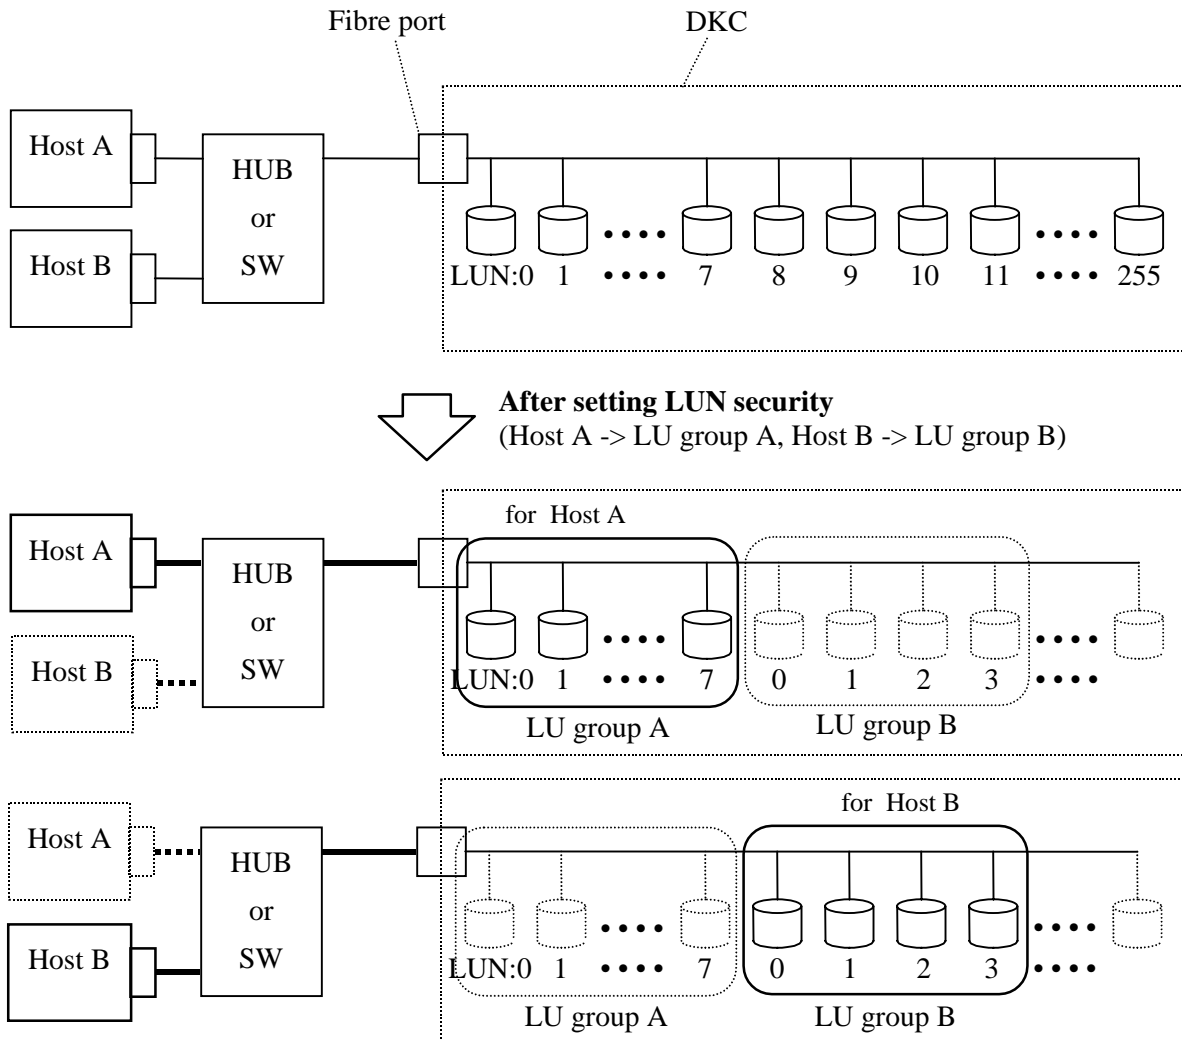 Fibre port DKC
Host A
HUB
or
SW
Host B
LUN:0 1 •••• 7 8 9 10 11 •••• 255
After setting LUN security
(Host A -> LU group A, Host B -> LU group B)
for Host A
Host A
HUB
or
SW
Host B
LUN:0 1 •••• 7 0 1 2 3 ••••
LU group A LU group B
for Host B
Host A
HUB
or
SW
Host B
LUN:0 1 •••• 7 0 1 2 3 ••••
LU group A LU group B